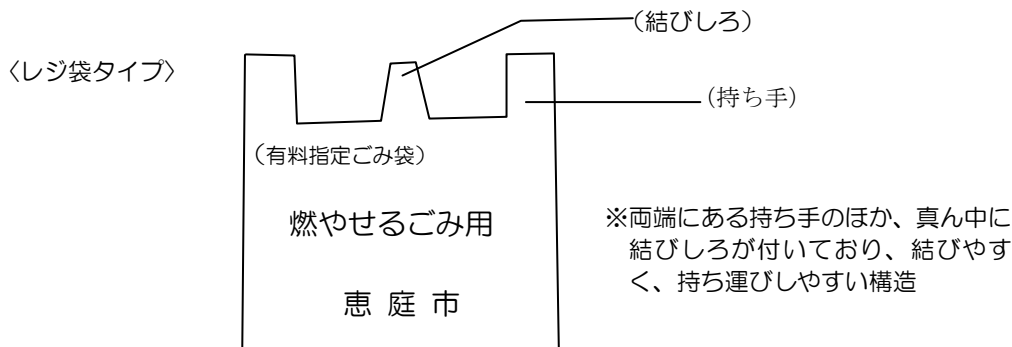 (結びしろ)
〈レジ袋タイプ〉
(持ち手)
（有料指定ごみ袋）
燃やせるごみ用
恵 庭 市
※両端にある持ち手のほか、真ん中に
結びしろが付いており、結びやす
く、持ち運びしやすい構造